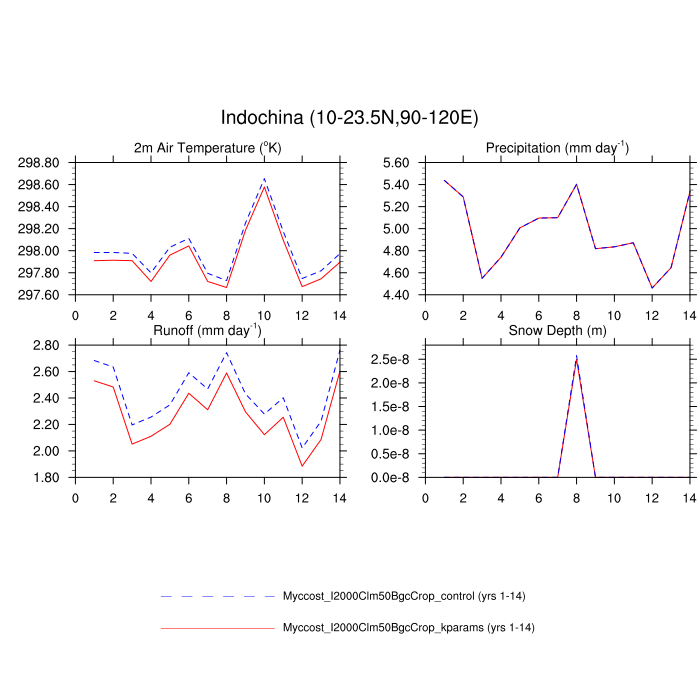 Indochina (10-23.5N,90-120E)
2m Air Temperature (°K)
298.80
298.60
298.40
298.20
298.00
297.80
297.60
0 2 4 6 8 10 12 14
Precipitation (mm day⁻¹)
5.60
5.40
5.20
5.00
4.80
4.60
4.40
0 2 4 6 8 10 12 14
Runoff (mm day⁻¹)
2.80
2.60
2.40
2.20
2.00
1.80
0 2 4 6 8 10 12 14
Snow Depth (m)
2.5e-8
2.0e-8
1.5e-8
1.0e-8
5.0e-8
0.0e-8
0 2 4 6 8 10 12 14
Myccost_I2000Clm50BgcCrop_control (yrs 1-14)
Myccost_I2000Clm50BgcCrop_kparams (yrs 1-14)